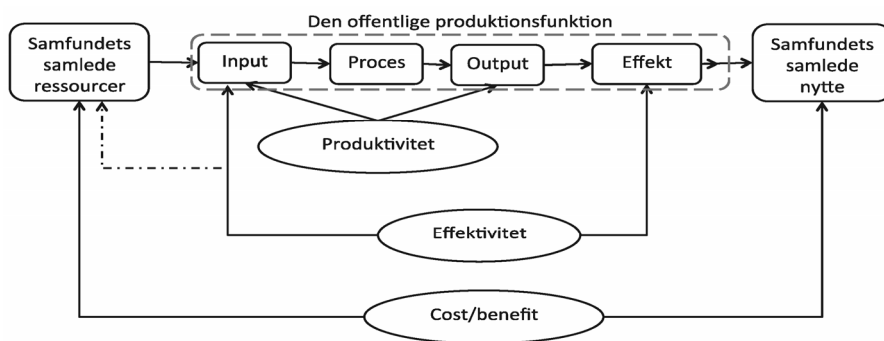 Den offentlige produktionsfunktion
Samfundets
samlede
ressourcer
Input
Proces
Output
Effekt
Samfundets
samlede
nytte
Produktivitet
Effektivitet
Cost/benefit